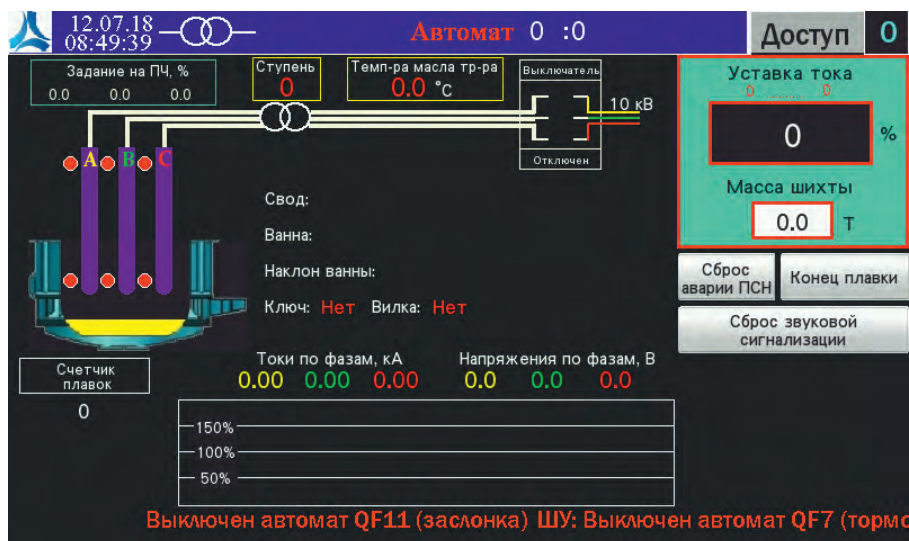 12.07.18
08:49:39
Автомат 0 :0
Доступ 0
Задание на ПЧ, %
0.0 0.0 0.0
Ступень
0
Темп-ра масла тр-ра
0.0 °C
Выключатель
10 кВ
Отключен
Уставка тока
0 ...... 0
0 %
Масса шихты
0.0 Т
A B C
Свод:
Ванна:
Наклон ванны:
Ключ: Нет Вилка: Нет
Сброс
аварии ПСН
Конец плавки
Сброс звуковой
сигнализации
Счетчик
плавок
0
Токи по фазам, кА
0.00 0.00 0.00
Напряжения по фазам, В
0.0 0.0 0.0
150%
100%
50%
Выключен автомат QF11 (заслонка) ШУ: Выключен автомат QF7 (тормо